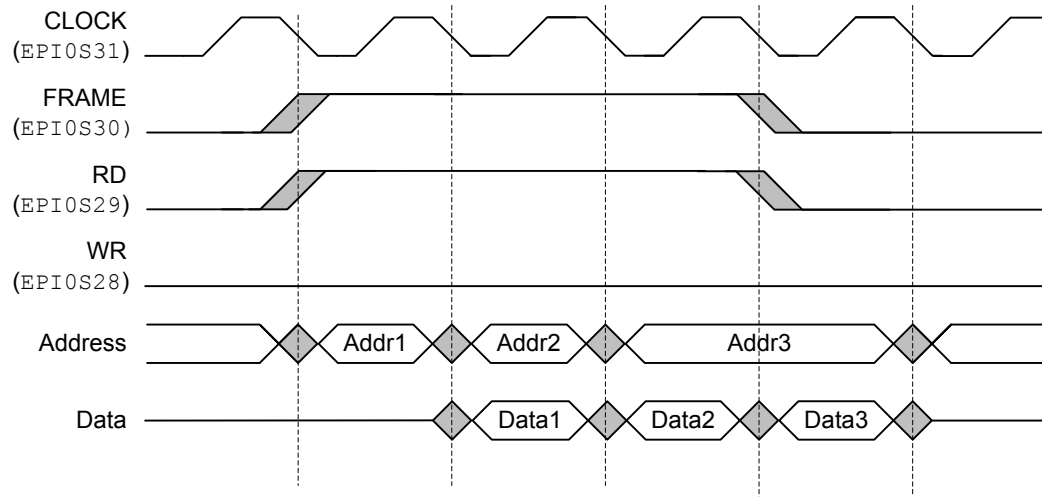 CLOCK
(EPI0S31)
FRAME
(EPI0S30)
RD
(EPI0S29)
WR
(EPI0S28)
Address Addr1 Addr2 Addr3
Data Data1 Data2 Data3